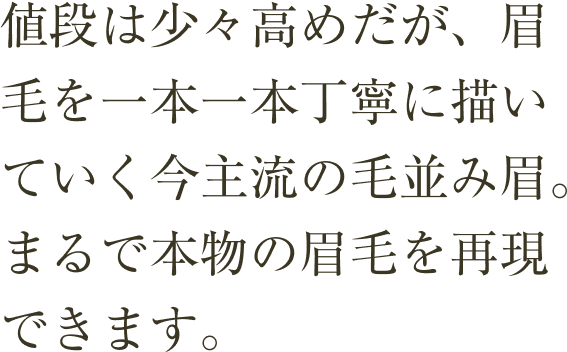 値段は少々高めだが、眉
毛を一本一本丁寧に描い
ていく今主流の毛並み眉。
まるで本物の眉毛を再現
できます。